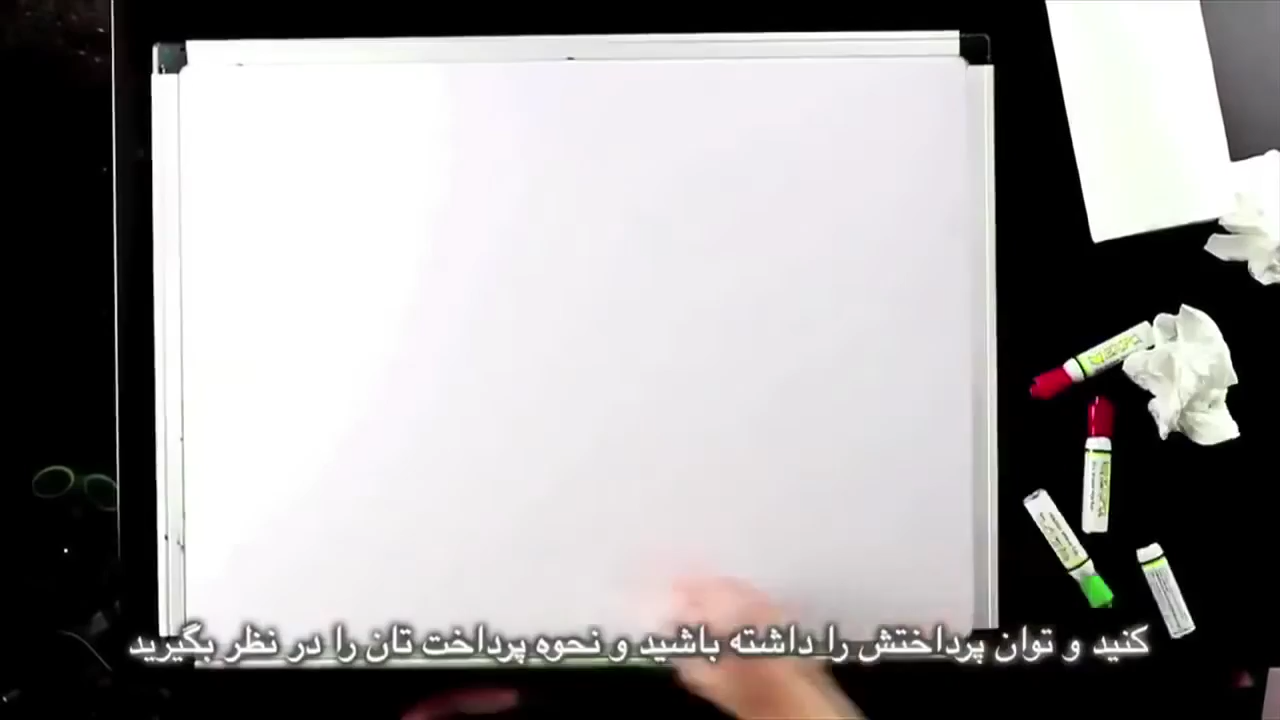 کنید و توان پرداختش را داشته باشید و نحوه پرداخت تان را در نظر بگیرید